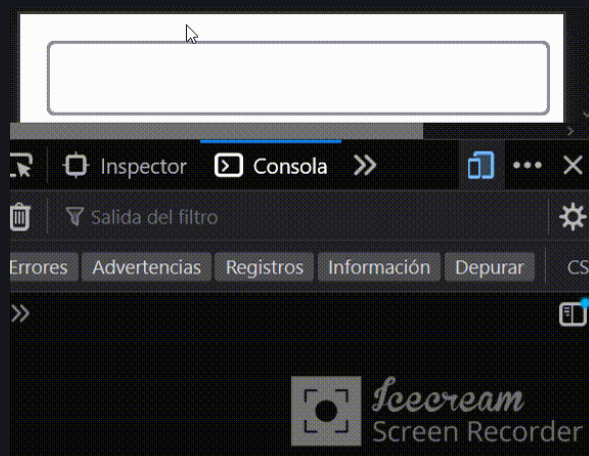 Inspector Consola
Salida del filtro
Errores Advertencias Registros Información Depurar CS
Icecream
Screen Recorder